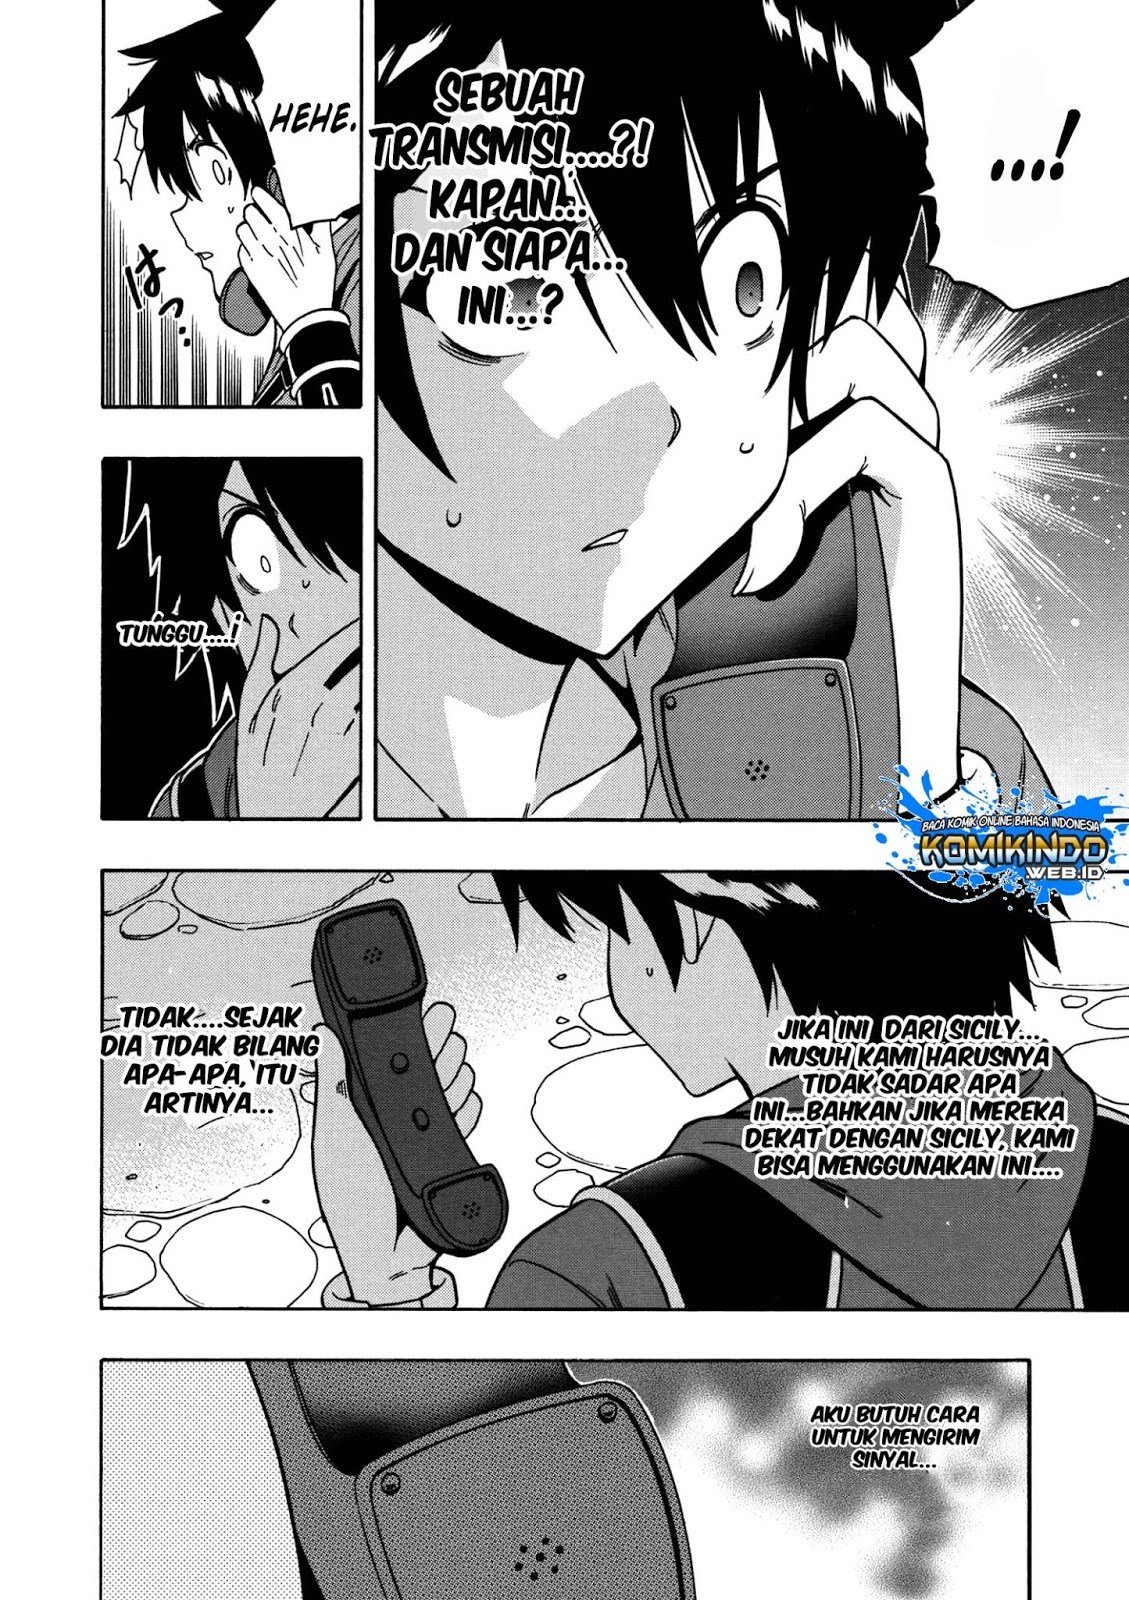 ....!
SEBUAH
TRANSMISI....?!
KAPAN...
DAN SIAPA...
INI...?
HEHE.
はっ…
TUNGGU....!
BACA KOMIK ONLINE BAHASA INDONESIA
KOMIKINDO
.WEB.ID
JIKA INI DARI SICILY...
MUSUH KAMI HARUSNYA
TIDAK SADAR APA
INI...BAHKAN JIKA MEREKA
DEKAT DENGAN SICILY, KAMI
BISA MENGGUNAKAN INI....
TIDAK....SEJAK
DIA TIDAK BILANG
APA-APA, ITU
ARTINYA...
AKU BUTUH CARA
UNTUK MENGIRIM
SINYAL...